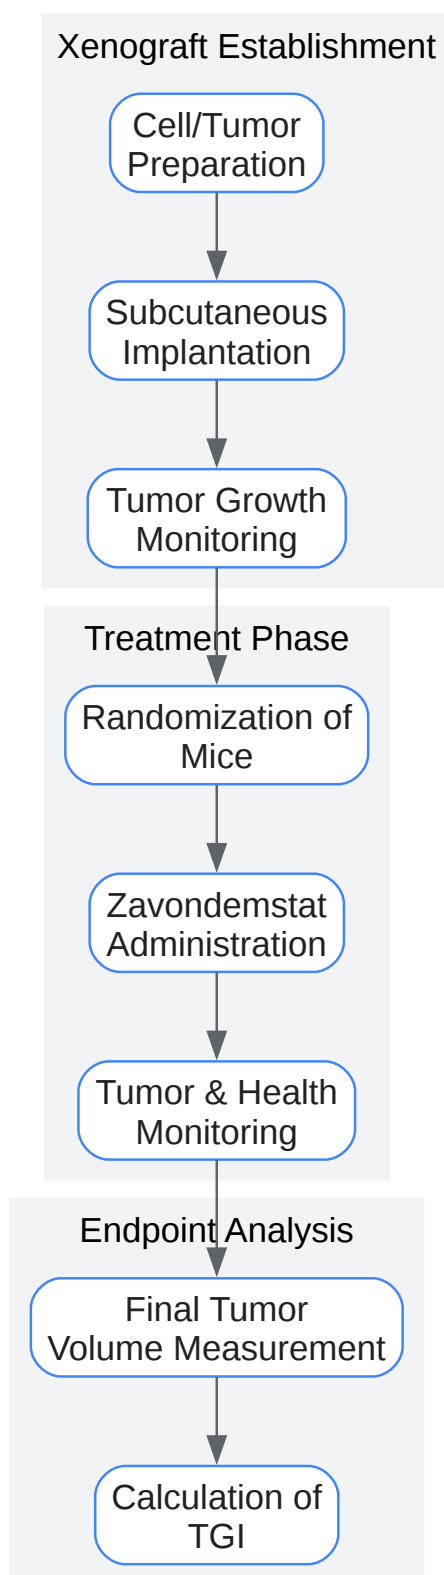 Xenograft Establishment
Cell/Tumor
Preparation
Subcutaneous
Implantation
Tumor Growth
Monitoring
Treatment Phase
Randomization of
Mice
Zavondemstat
Administration
Tumor & Health
Monitoring
Endpoint Analysis
Final Tumor
Volume Measurement
Calculation of
TGI